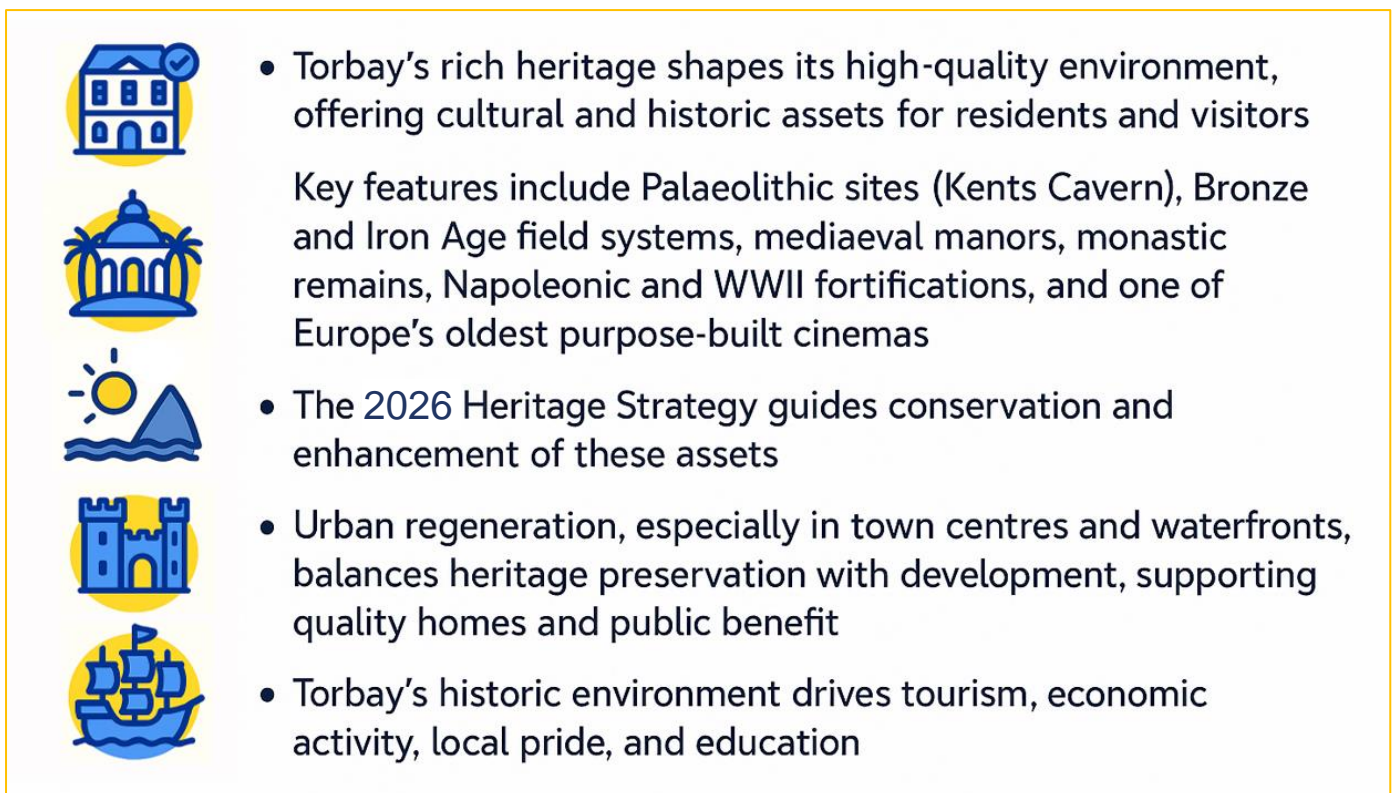 • Torbay's rich heritage shapes its high-quality environment,
offering cultural and historic assets for residents and visitors
Key features include Palaeolithic sites (Kents Cavern), Bronze
and Iron Age field systems, mediaeval manors, monastic
remains, Napoleonic and WWII fortifications, and one of
Europe's oldest purpose-built cinemas
• The 2026 Heritage Strategy guides conservation and
enhancement of these assets
• Urban regeneration, especially in town centres and waterfronts,
balances heritage preservation with development, supporting
quality homes and public benefit
• Torbay's historic environment drives tourism, economic
activity, local pride, and education